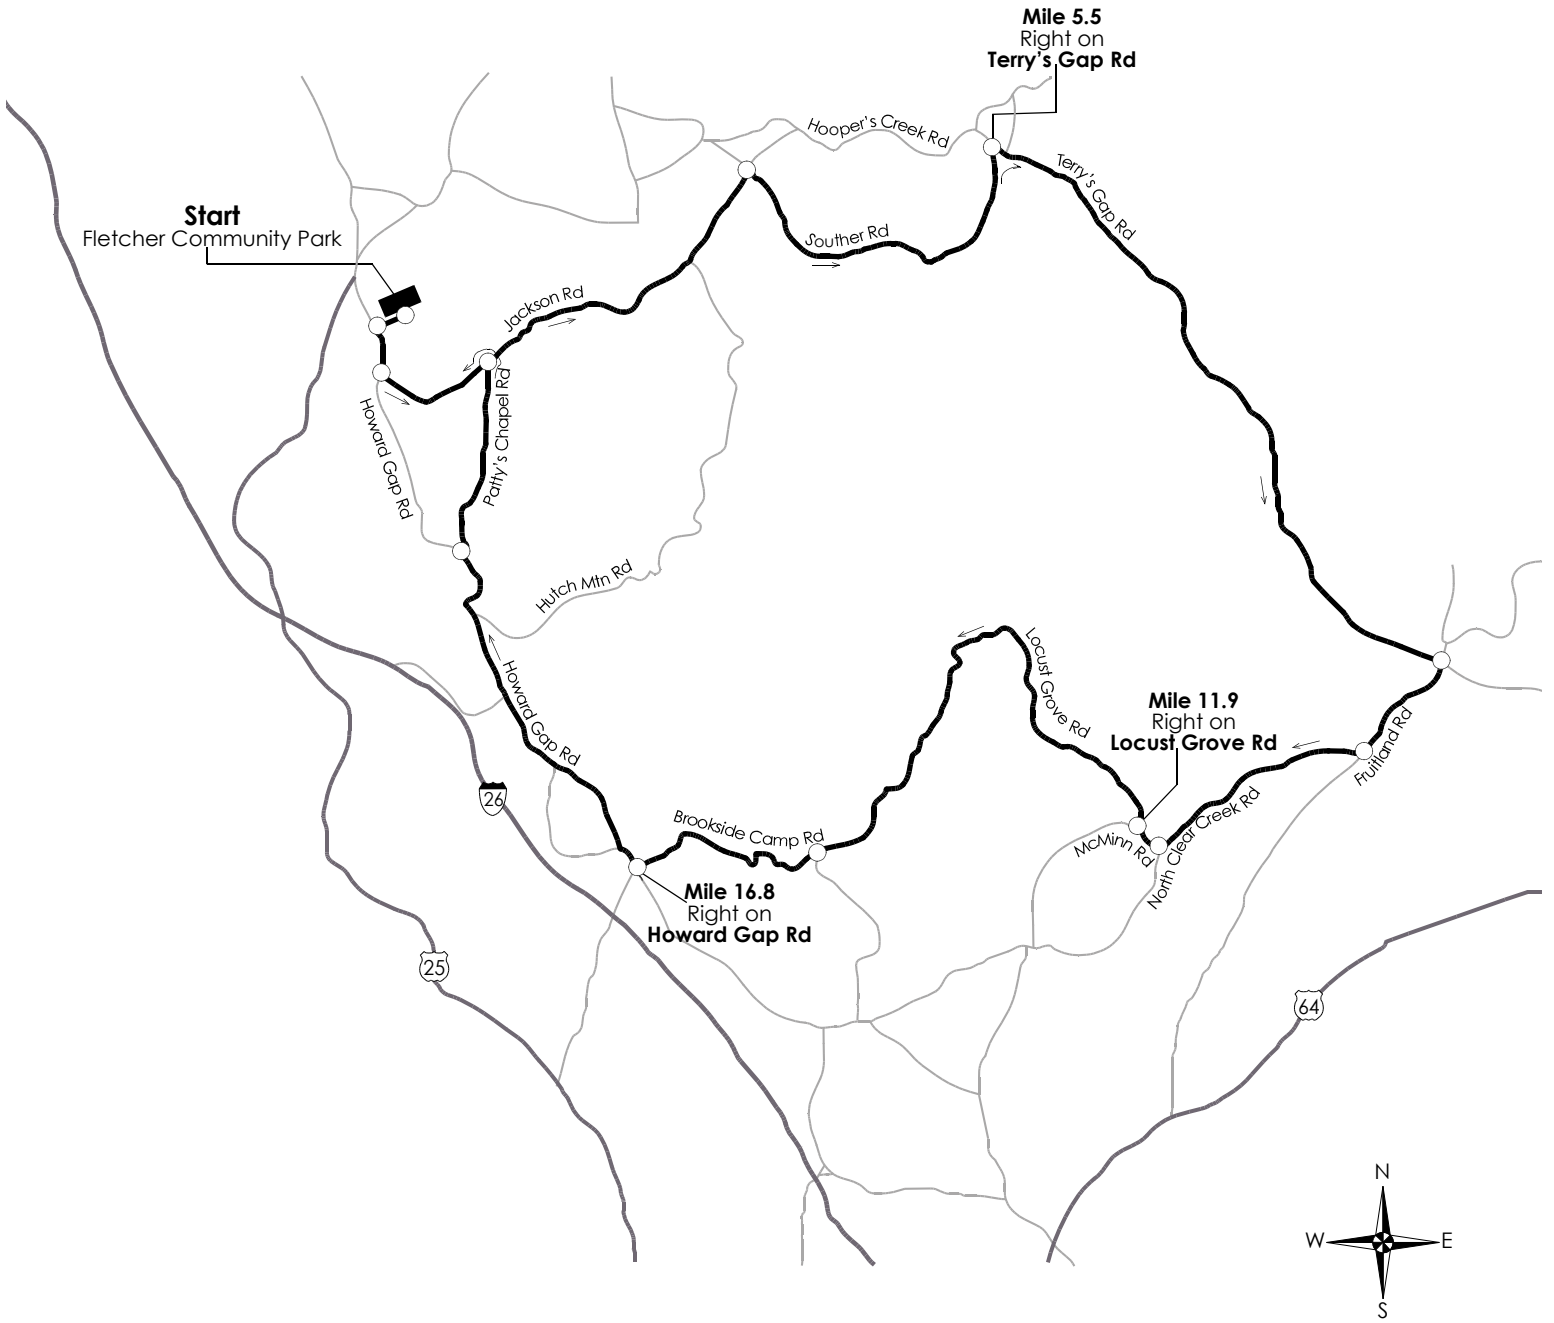 Mile 5.5
Right on
Terry's Gap Rd
Hooper's Creek Rd
Terry's Gap Rd
Start
Fletcher Community Park
Souther Rd
Jackson Rd
Howard Gap Rd
Patty's Chapel Rd
Hutch Mtn Rd
Locust Grove Rd
Howard Gap Rd
Mile 11.9
Right on
Locust Grove Rd
Fruitland Rd
26
Brookside Camp Rd
McMinn Rd
North Clear Creek Rd
Mile 16.8
Right on
Howard Gap Rd
25
64
N
W
E
S